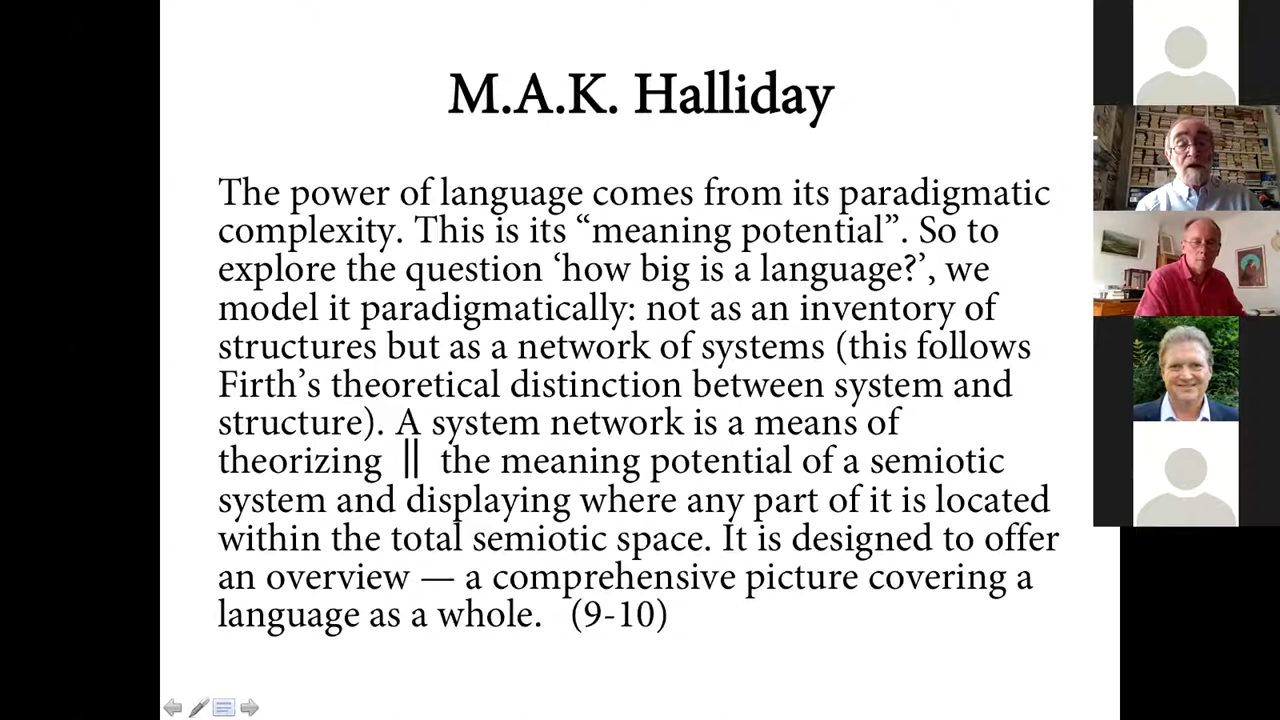 M.A.K. Halliday
The power of language comes from its paradigmatic
complexity. This is its “meaning potential”. So to
explore the question ‘how big is a language?’, we
model it paradigmatically: not as an inventory of
structures but as a network of systems (this follows
Firth’s theoretical distinction between system and
structure). A system network is a means of
theorizing || the meaning potential of a semiotic
system and displaying where any part of it is located
within the total semiotic space. It is designed to offer
an overview — a comprehensive picture covering a
language as a whole. (9-10)